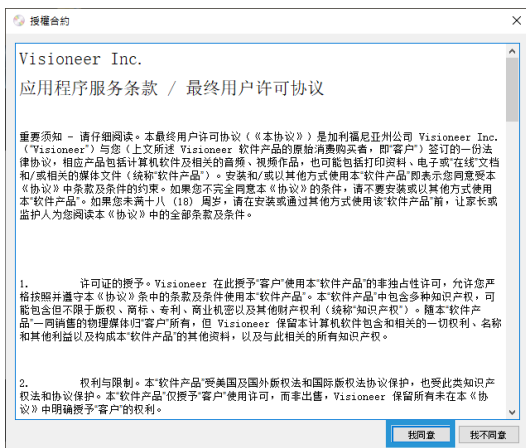 授權合約
Visioneer Inc.
应用程序服务条款 / 最终用户许可协议
重要须知 - 请仔细阅读。本最终用户许可协议（《本协议》）是加利福尼亚州公司 Visioneer Inc.
（"Visioneer"）与您（上文所述 Visioneer 软件产品的原始消费购买者，即"客户"）签订的一份法
律协议，相应产品包括计算机软件及相关的音频、视频作品，也可能包括打印资料、电子或"在线"文档
和/或相关的媒体文件（统称"软件产品"）。安装和/或以其他方式使用本"软件产品"即表示您同意受本
《协议》中条款及条件的约束。如果您不完全同意本《协议》的条件，请不要安装或以其他方式使用
本"软件产品"。如果您未满十八 (18) 周岁，请在安装或通过其他方式使用该"软件产品"前，让家长或
监护人为您阅读本《协议》中的全部条款及条件。
1. 许可证的授予。Visioneer 在此授予"客户"使用本"软件产品"的非独占性许可，允许您严
格按照并遵守本《协议》条中的条款及条件使用本"软件产品"。本"软件产品"中包含多种知识产权，可
能包含但不限于版权、商标、专利、商业机密以及其他财产权利（统称"知识产权"）。随本"软件产
品"一同销售的物理媒体归"客户"所有，但 Visioneer 保留本计算机软件包含和相关的一切权利、名称
和其他利益以及构成本"软件产品"的其他资料，以及与此相关的所有知识产权。
2. 权利与限制。本"软件产品"受美国及国外版权法和国际版权法协议保护，也受此类知识产
权法和协议保护。本"软件产品"仅授予"客户"使用许可，而非出售，Visioneer 保留所有未在本《协
议》中明确授予"客户"的权利。
我同意 我不同意